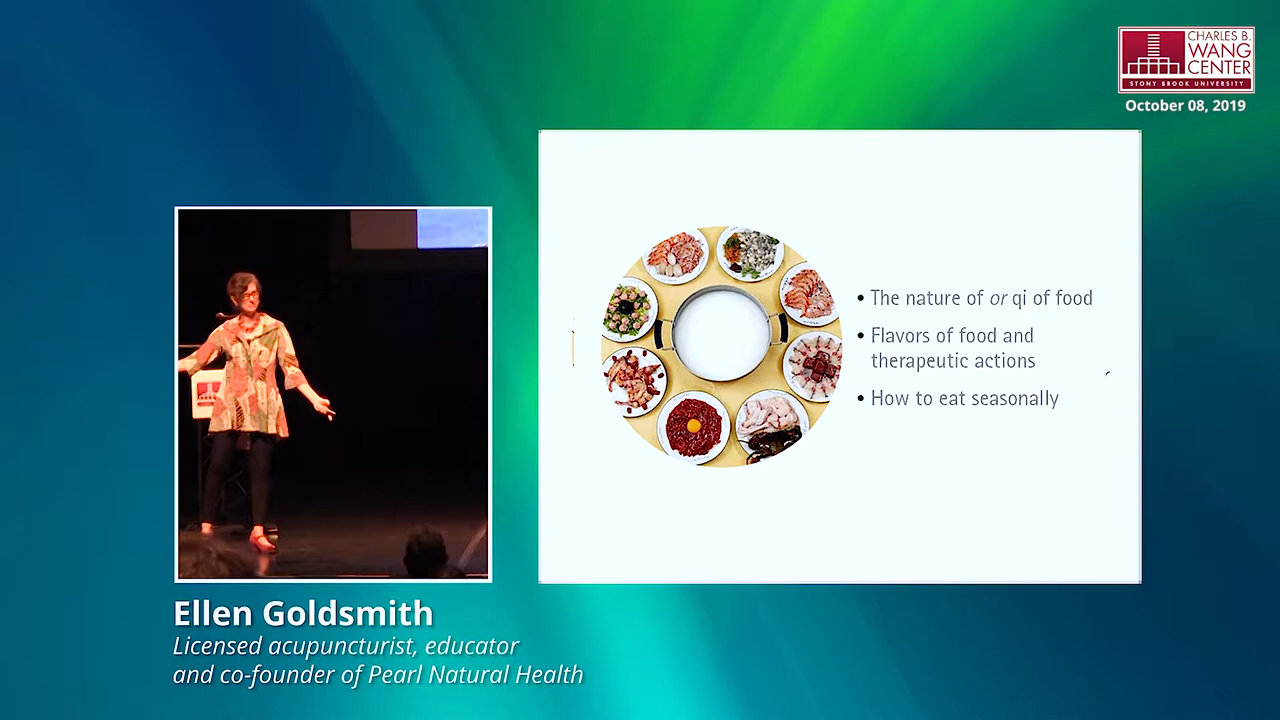 CHARLES B.
WANG
CENTER
STONY BROOK UNIVERSITY
October 08, 2019
• The nature of or qi of food
• Flavors of food and
therapeutic actions
• How to eat seasonally
Ellen Goldsmith
Licensed acupuncturist, educator
and co-founder of Pearl Natural Health